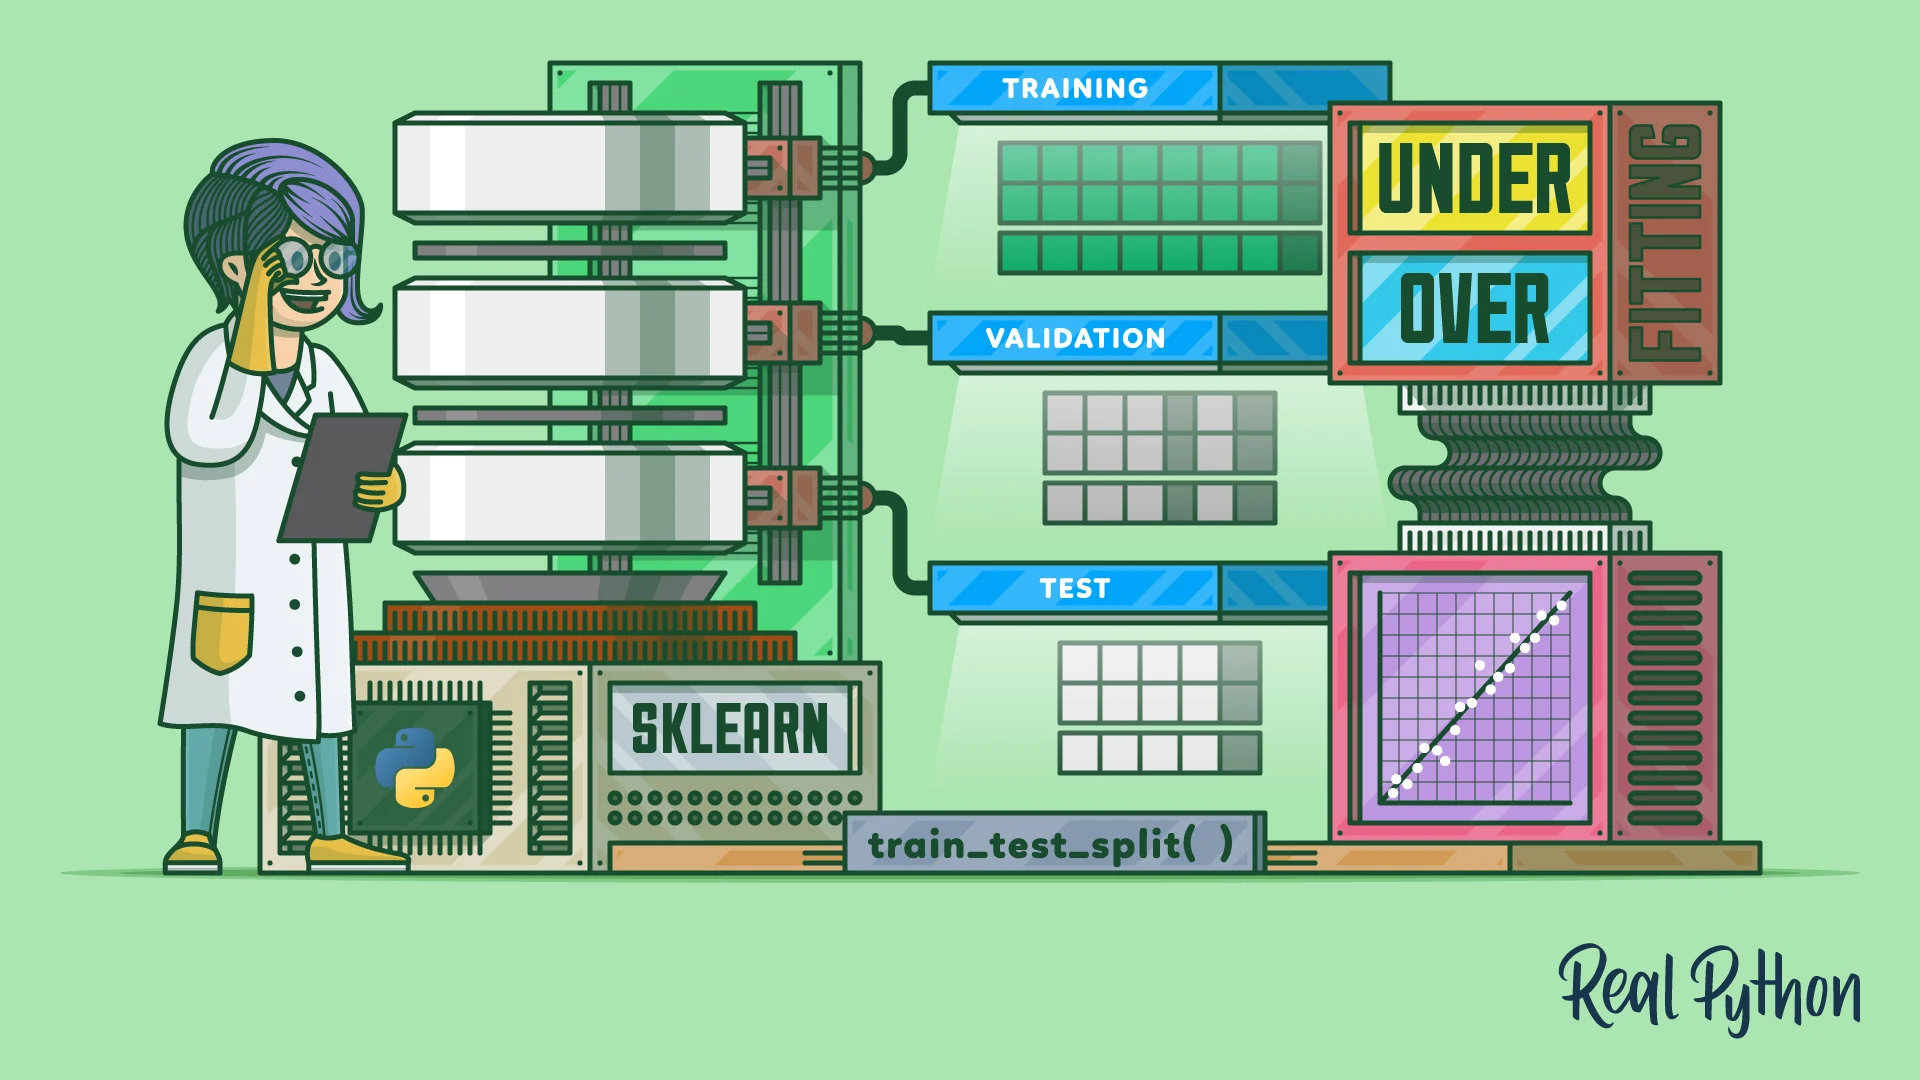 TRAINING
UNDER
OVER
FITTING
VALIDATION
TEST
SKLEARN
train_test_split( )
Real Python